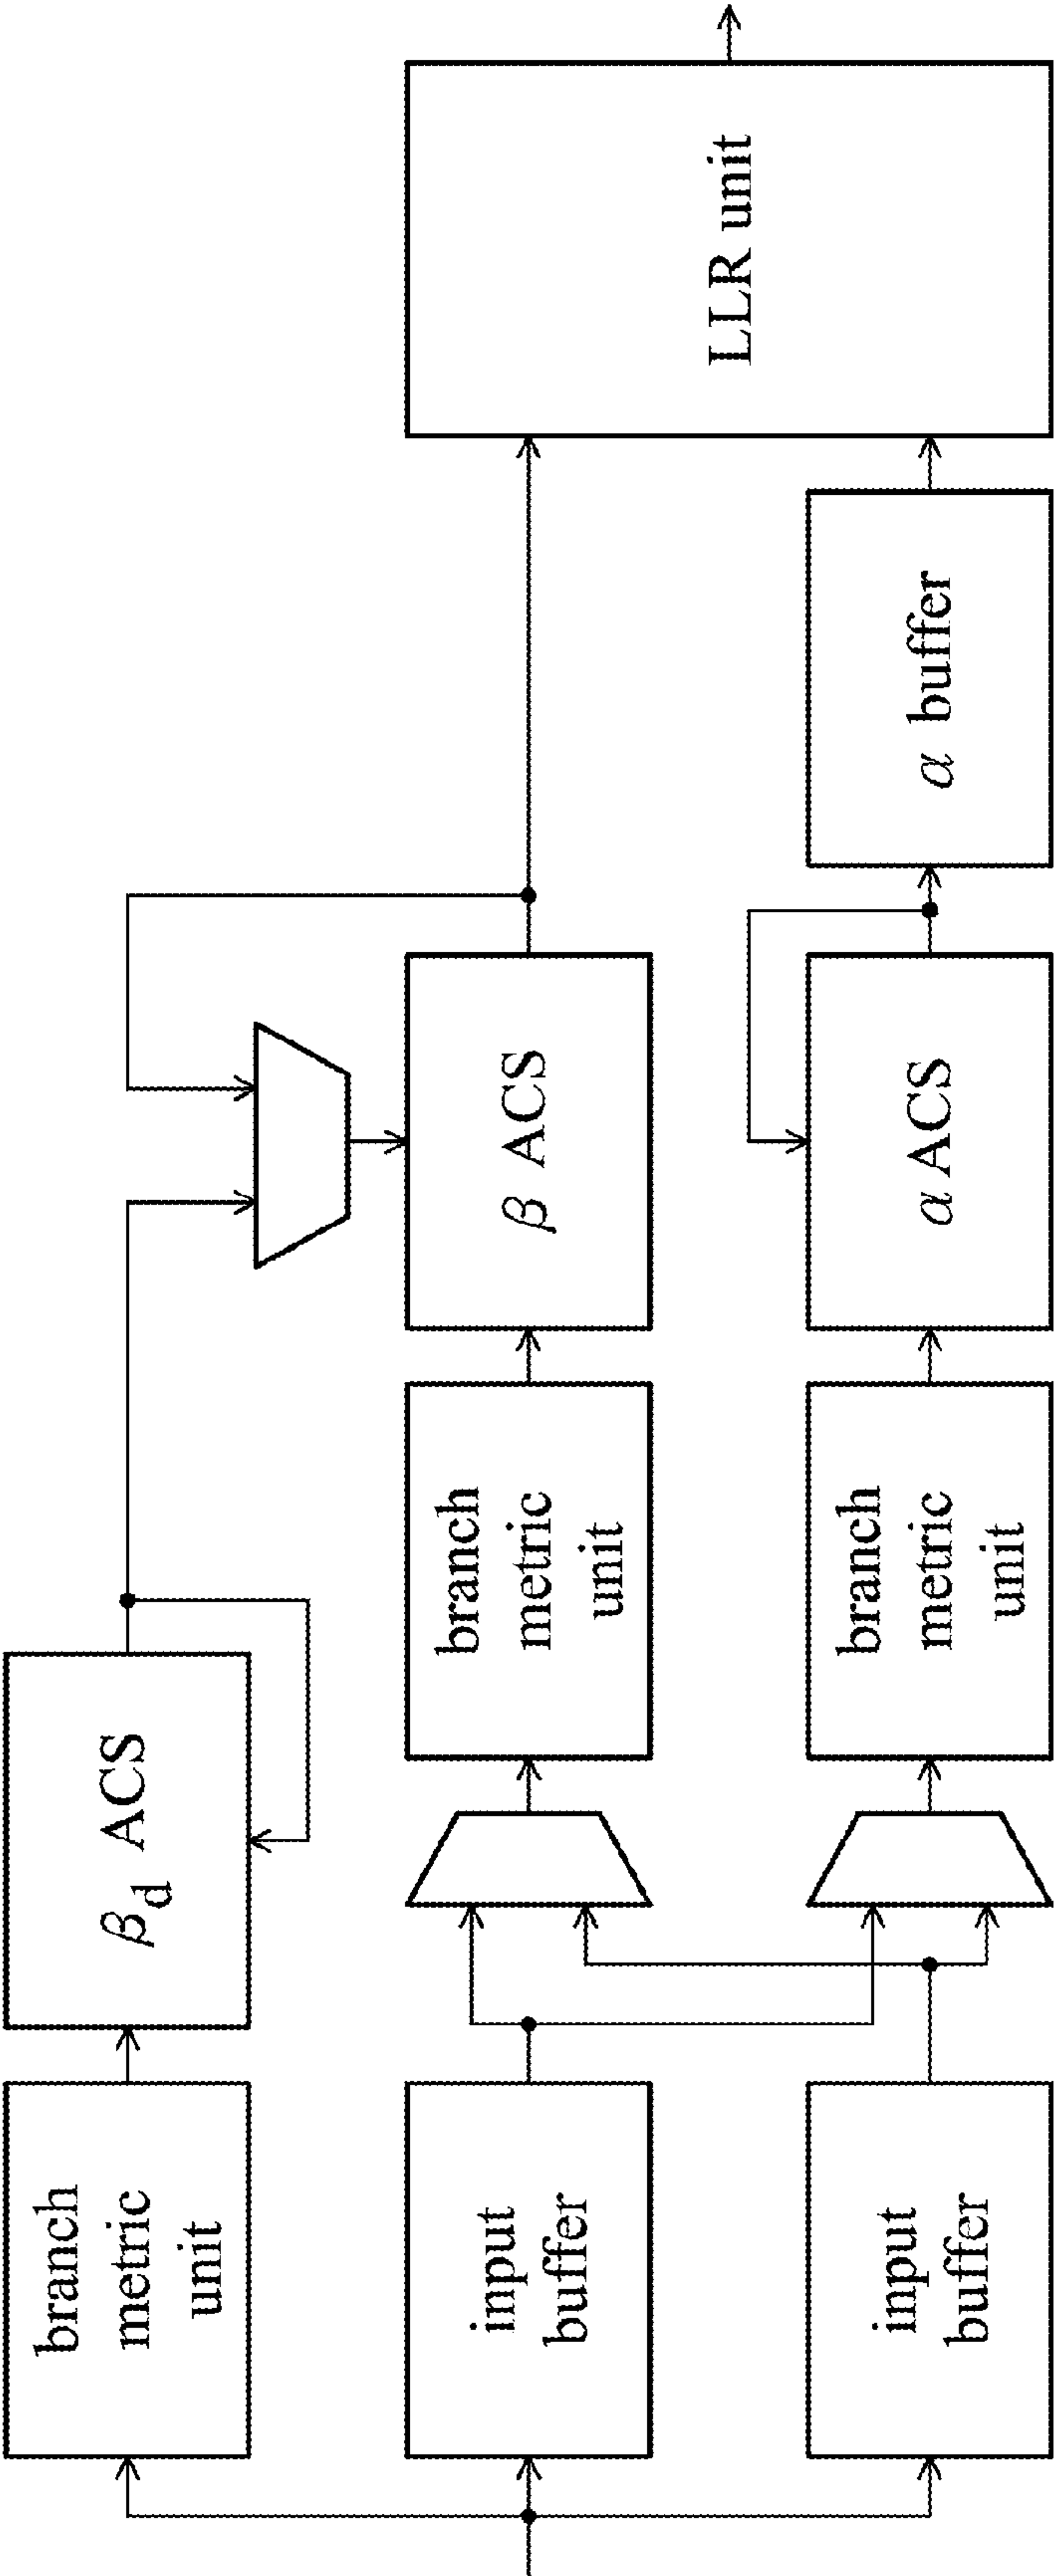 branch
metric
unit
β_d ACS
input
buffer
branch
metric
unit
β ACS
input
buffer
branch
metric
unit
α ACS
α buffer
LLR unit